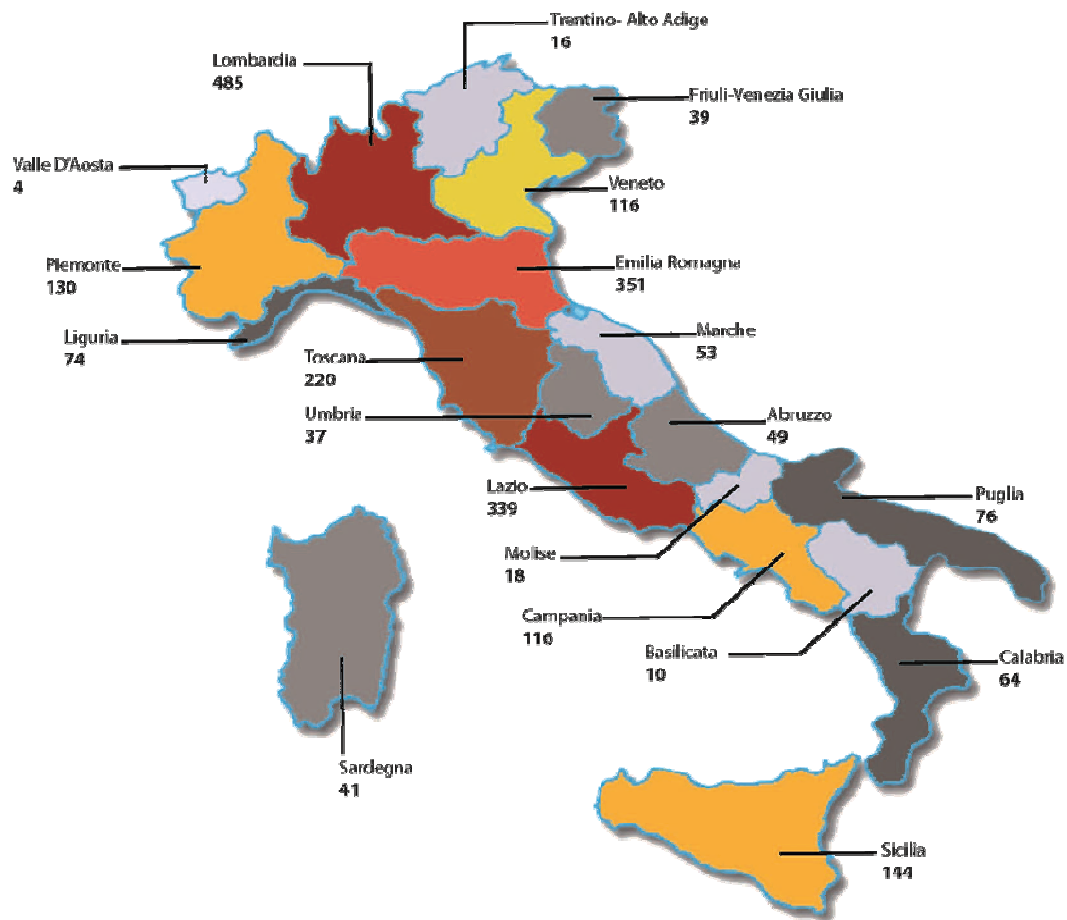 Trentino- Alto Adige
16
Lombardia
485
Friuli-Venezia Giulia
39
Valle D'Aosta
4
Veneto
116
Piemonte
130
Emilia Romagna
351
Liguria
74
Marche
53
Toscana
220
Umbria
37
Abruzzo
49
Lazio
339
Puglia
76
Molise
18
Campania
116
Basilicata
10
Calabria
64
Sardegna
41
Sicilia
144